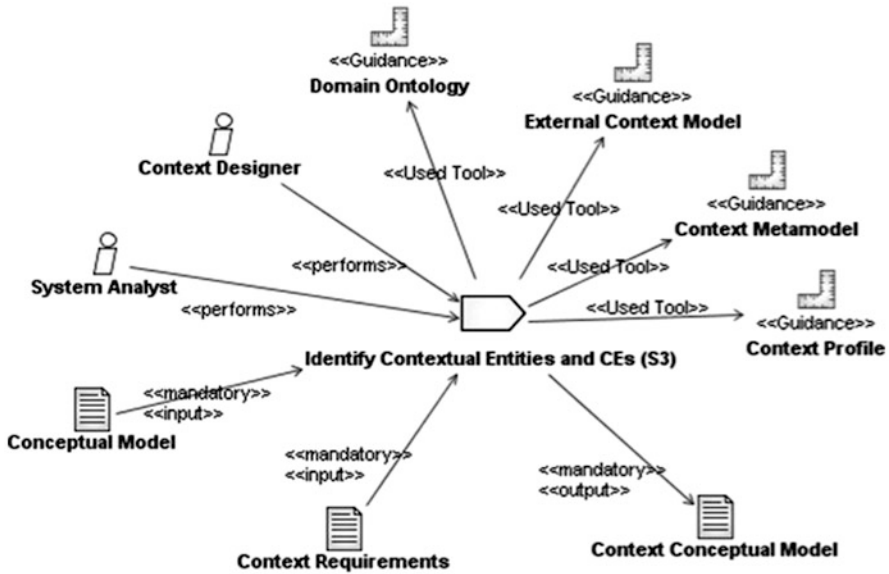 <<Guidance>>
Domain Ontology
<<Guidance>>
External Context Model
Context Designer
<<Used Tool>>
<<Used Tool>>
<<Guidance>>
Context Metamodel
System Analyst
<<performs>>
<<Used Tool>>
<<performs>>
<<Used Tool>>
<<Guidance>>
Context Profile
Identify Contextual Entities and CEs (S3)
<<mandatory>>
<<input>>
Conceptual Model
<<mandatory>>
<<input>>
<<mandatory>>
<<output>>
Context Requirements
Context Conceptual Model